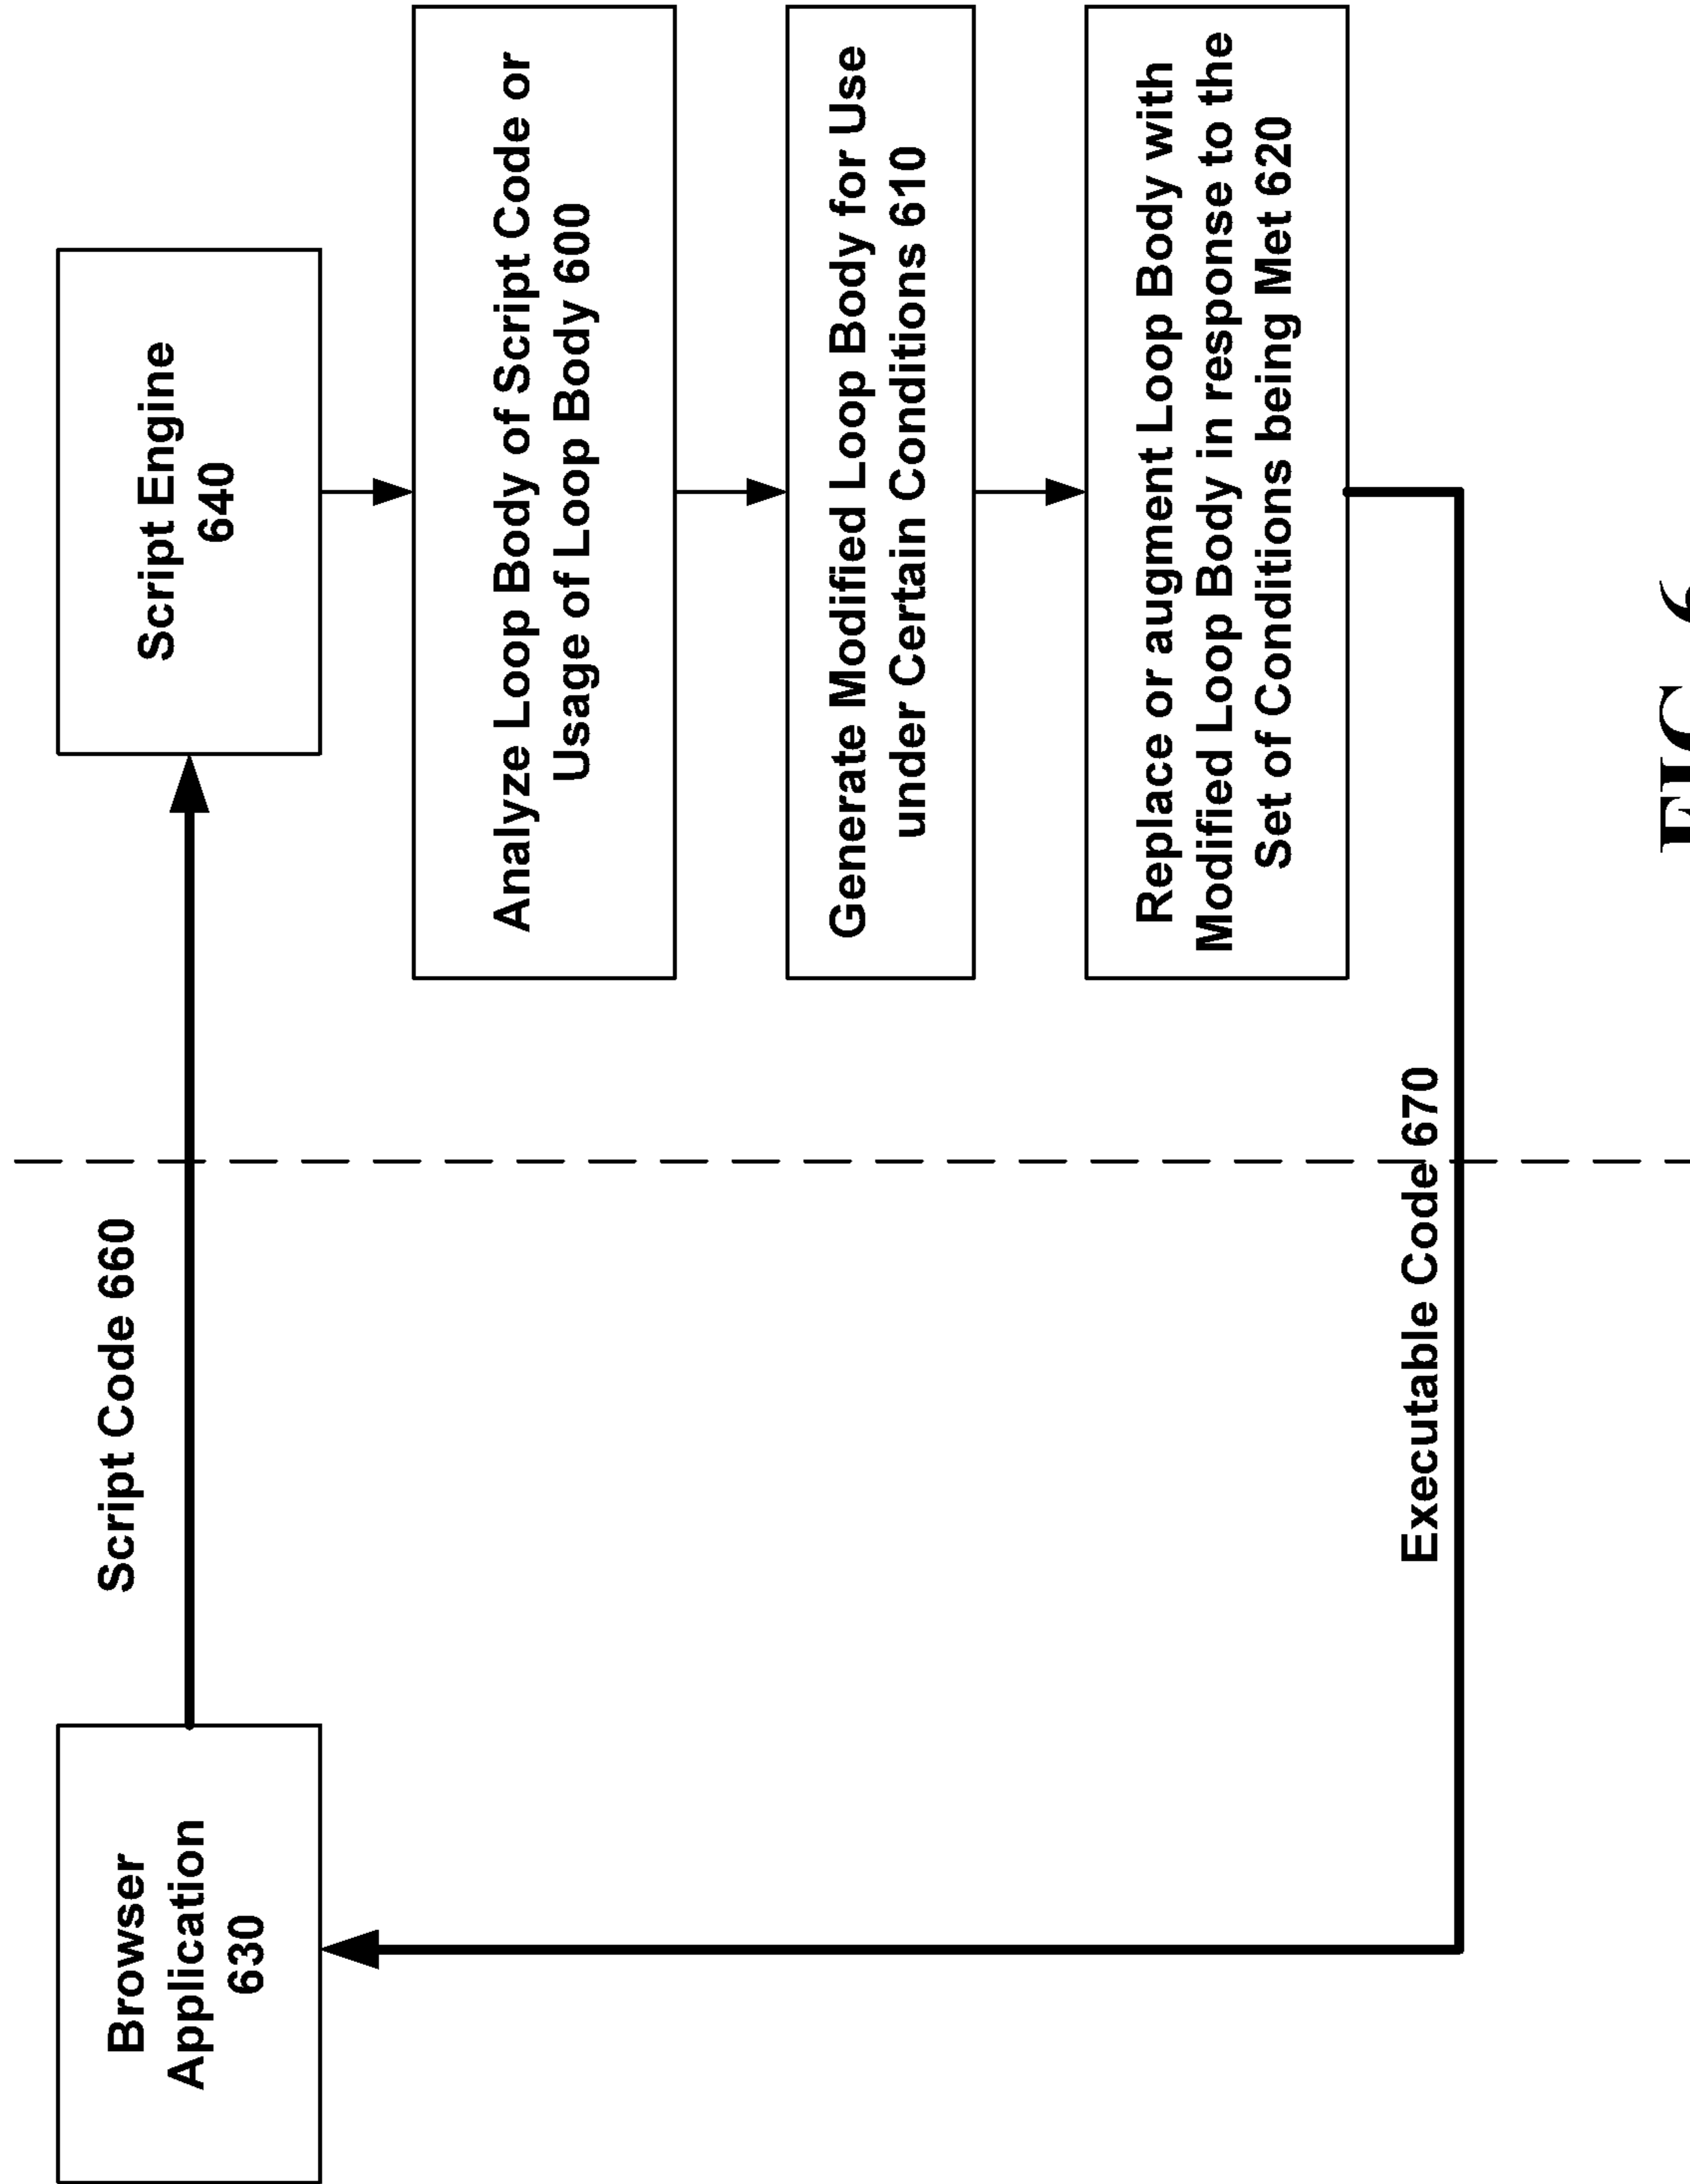 Browser
Application
630
Script Code 660
Script Engine
640
Analyze Loop Body of Script Code or
Usage of Loop Body 600
Generate Modified Loop Body for Use
under Certain Conditions 610
Replace or augment Loop Body with
Modified Loop Body in response to the
Set of Conditions being Met 620
Executable Code 670